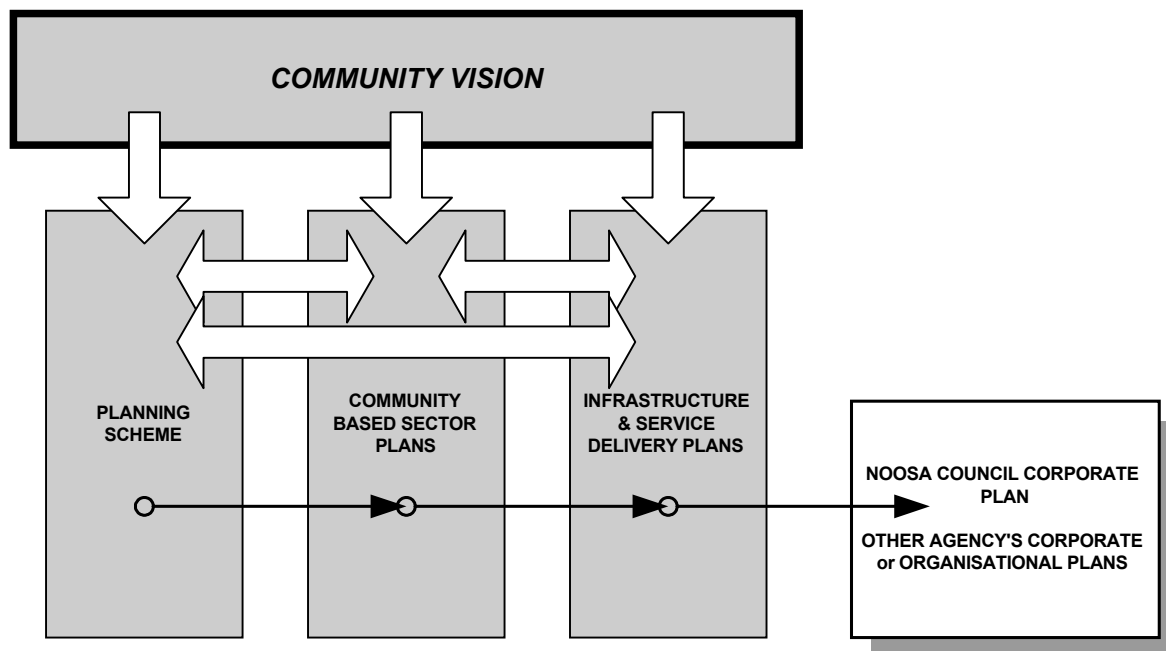 COMMUNITY VISION
PLANNING
SCHEME
COMMUNITY
BASED SECTOR
PLANS
INFRASTRUCTURE
& SERVICE
DELIVERY PLANS
NOOSA COUNCIL CORPORATE
PLAN
OTHER AGENCY'S CORPORATE
or ORGANISATIONAL PLANS